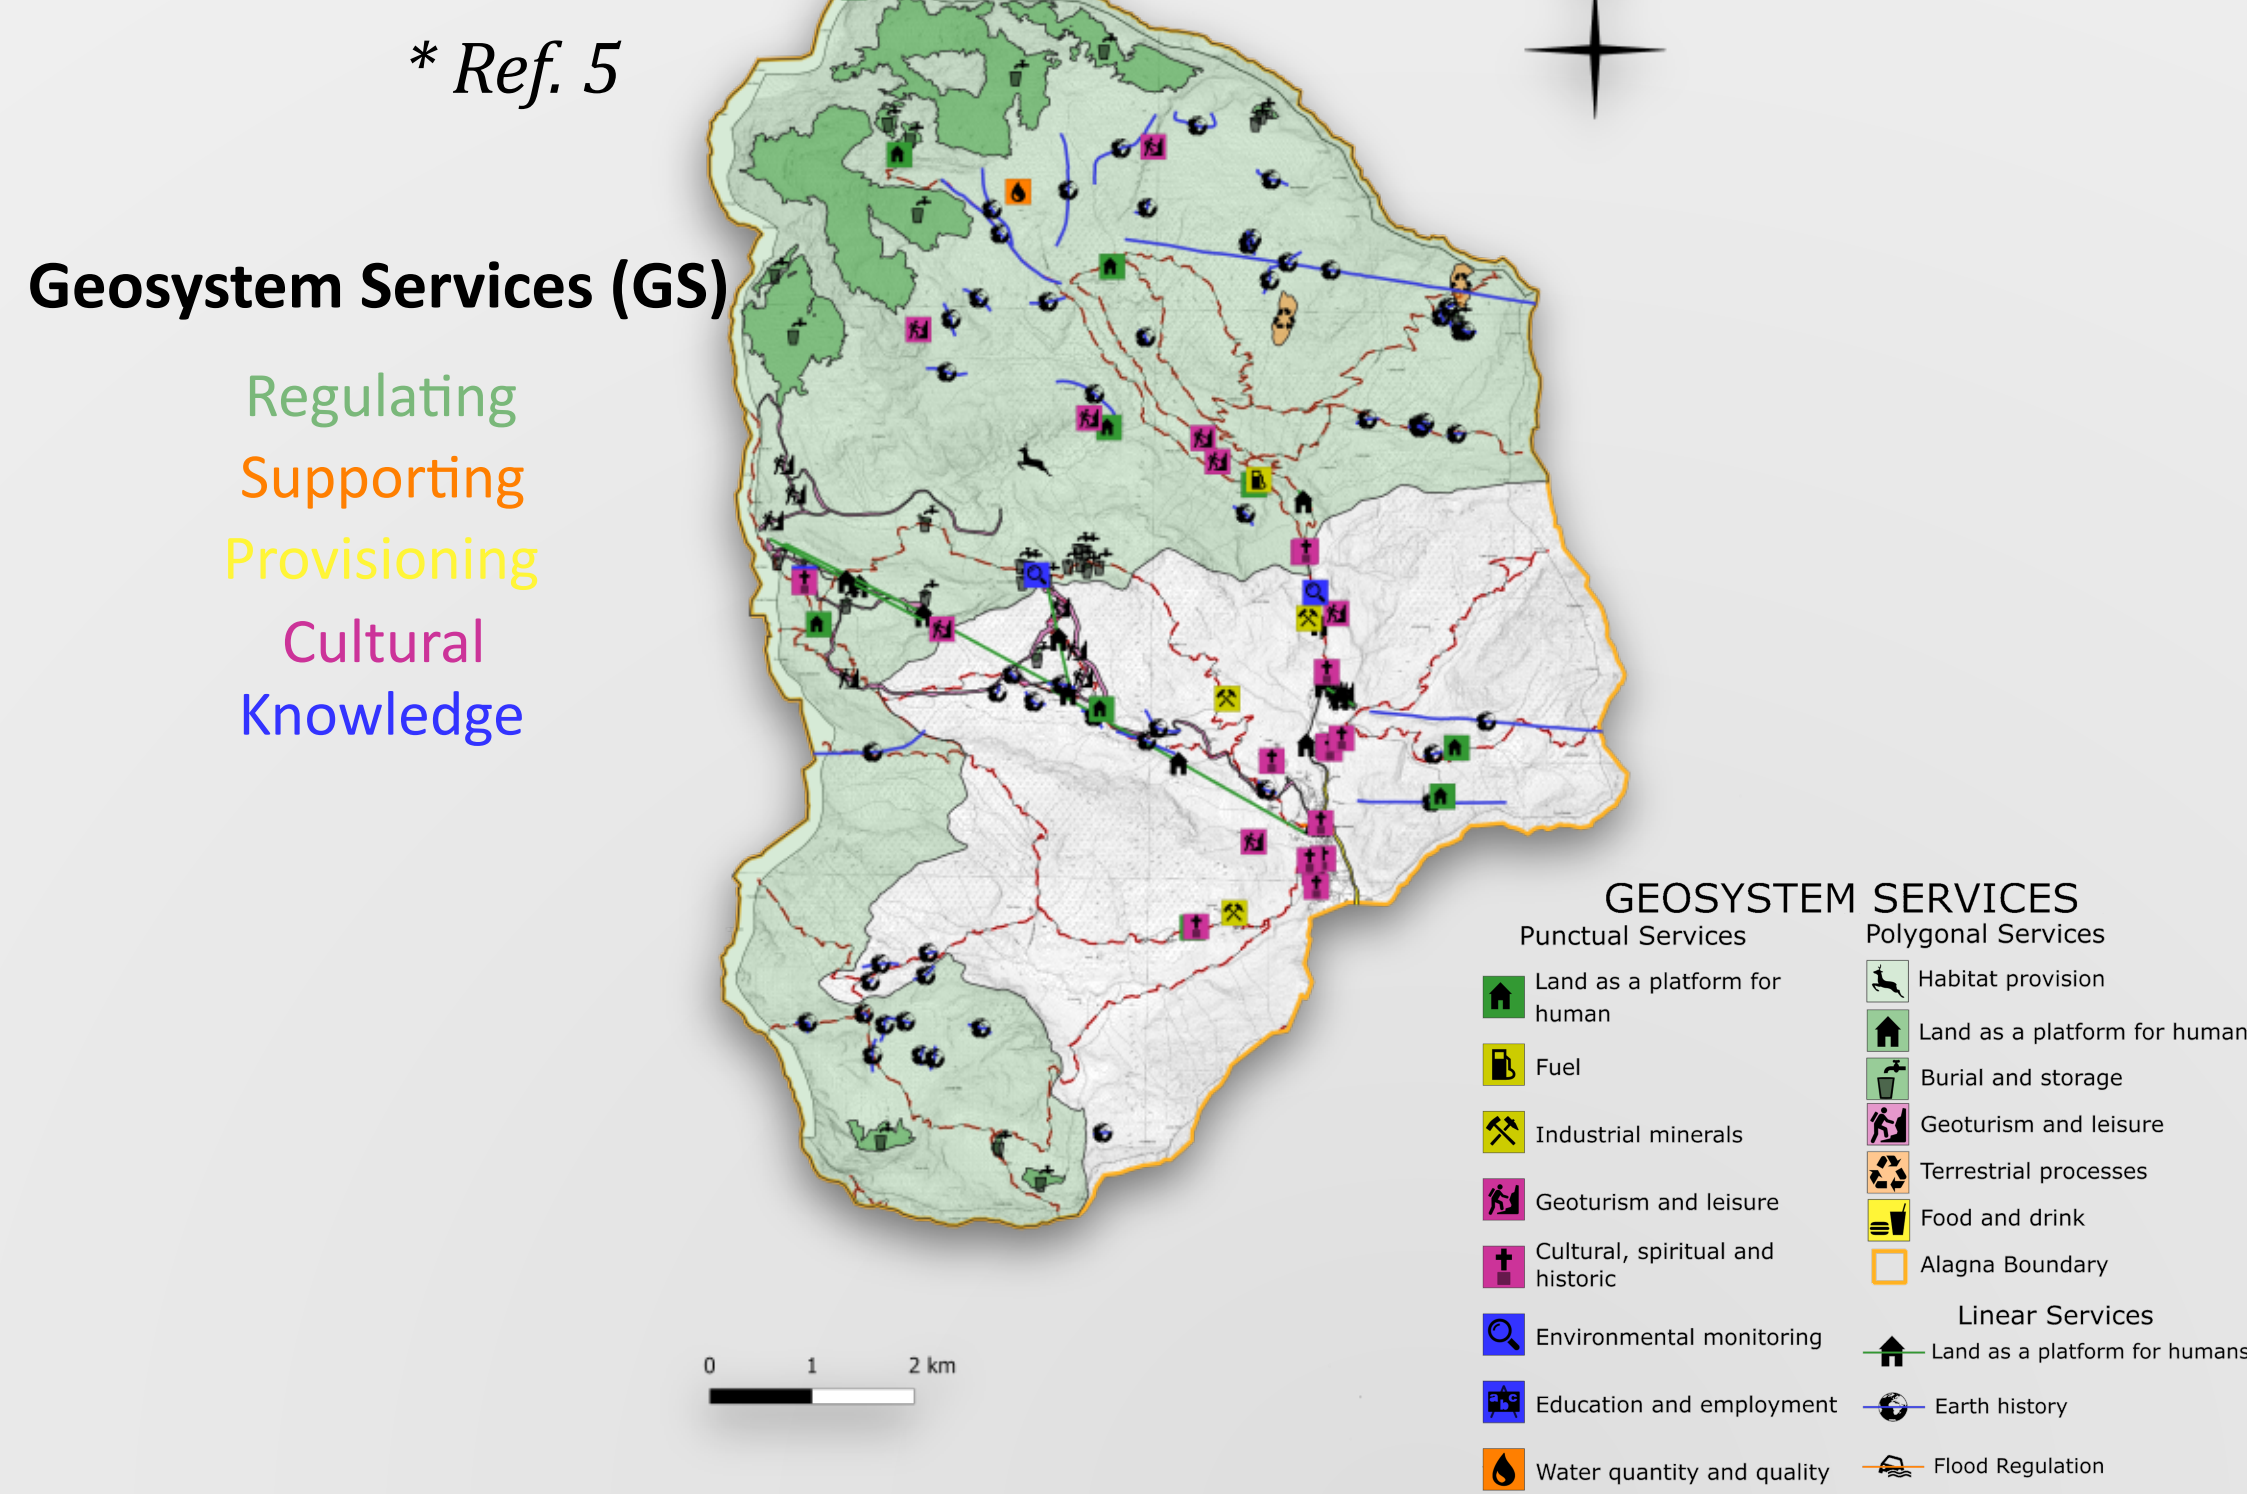 * Ref. 5
Geosystem Services (GS)
Regulating
Supporting
Provisioning
Cultural
Knowledge
0 1 2 km
GEOSYSTEM SERVICES
Punctual Services
Land as a platform for
human
Fuel
Industrial minerals
Geoturism and leisure
Cultural, spiritual and
historic
Environmental monitoring
Education and employment
Water quantity and quality
Polygonal Services
Habitat provision
Land as a platform for human
Burial and storage
Geoturism and leisure
Terrestrial processes
Food and drink
Alagna Boundary
Linear Services
Land as a platform for humans
Earth history
Flood Regulation